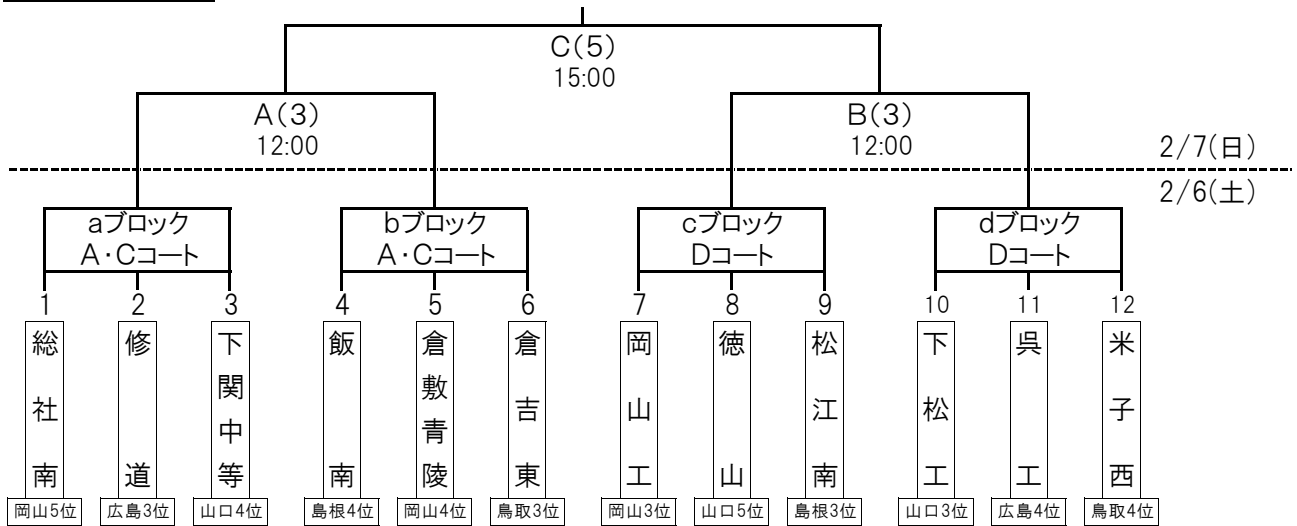 C(5)
15:00
A(3)
12:00
B(3)
12:00
2/7(日)
2/6(土)
aブロック
A・Cコート
bブロック
A・Cコート
cブロック
Dコート
dブロック
Dコート
1
2
3
4
5
6
7
8
9
10
11
12
総社南
修道
下関中等
飯南
倉敷青陵
倉吉東
岡山工
徳山
松江南
下松工
呉工
米子西
岡山5位
広島3位
山口4位
島根4位
岡山4位
鳥取3位
岡山3位
山口5位
島根3位
山口3位
広島4位
鳥取4位